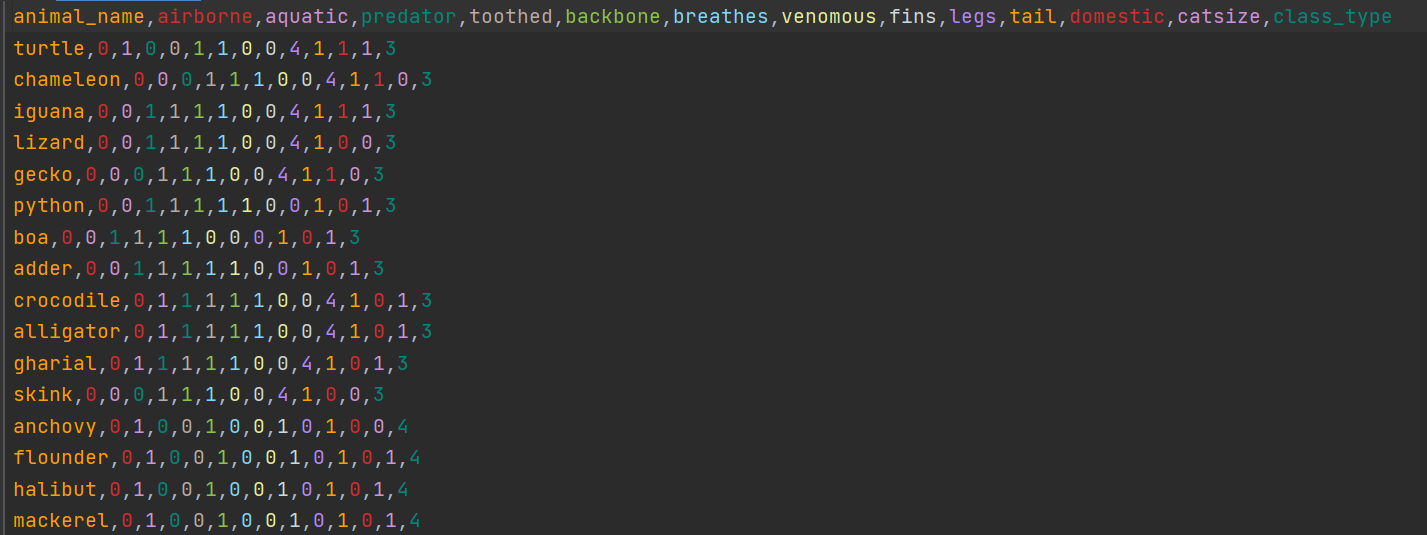 animal_name,airborne,aquatic,predator,toothed,backbone,breathes,venomous,fins,legs,tail,domestic,catsize,class_type
turtle,0,1,0,0,1,1,0,0,4,1,1,1,3
chameleon,0,0,0,1,1,1,0,0,4,1,1,0,3
iguana,0,0,1,1,1,1,0,0,4,1,1,1,3
lizard,0,0,1,1,1,1,0,0,4,1,0,0,3
gecko,0,0,0,1,1,1,0,0,4,1,1,0,3
python,0,0,1,1,1,1,1,0,0,1,0,1,3
boa,0,0,1,1,1,1,0,0,0,1,0,1,3
adder,0,0,1,1,1,1,1,0,0,1,0,1,3
crocodile,0,1,1,1,1,1,0,0,4,1,0,1,3
alligator,0,1,1,1,1,1,0,0,4,1,0,1,3
gharial,0,1,1,1,1,1,0,0,4,1,0,1,3
skink,0,0,0,1,1,1,0,0,4,1,0,0,3
anchovy,0,1,0,0,1,0,0,1,0,1,0,0,4
flounder,0,1,0,0,1,0,0,1,0,1,0,1,4
halibut,0,1,0,0,1,0,0,1,0,1,0,1,4
mackerel,0,1,0,0,1,0,0,1,0,1,0,1,4